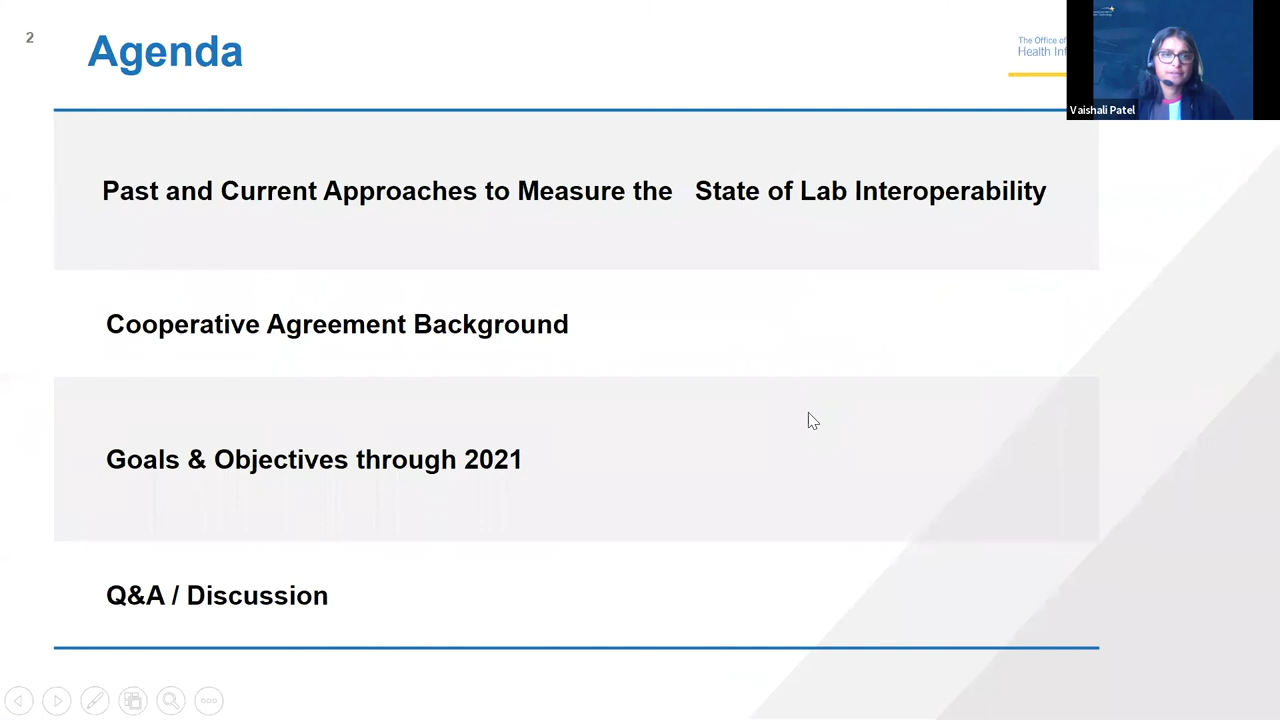 2
Agenda
The Office of
Health Inf
Vaishali Patel
Past and Current Approaches to Measure the State of Lab Interoperability
Cooperative Agreement Background
Goals & Objectives through 2021
Q&A / Discussion